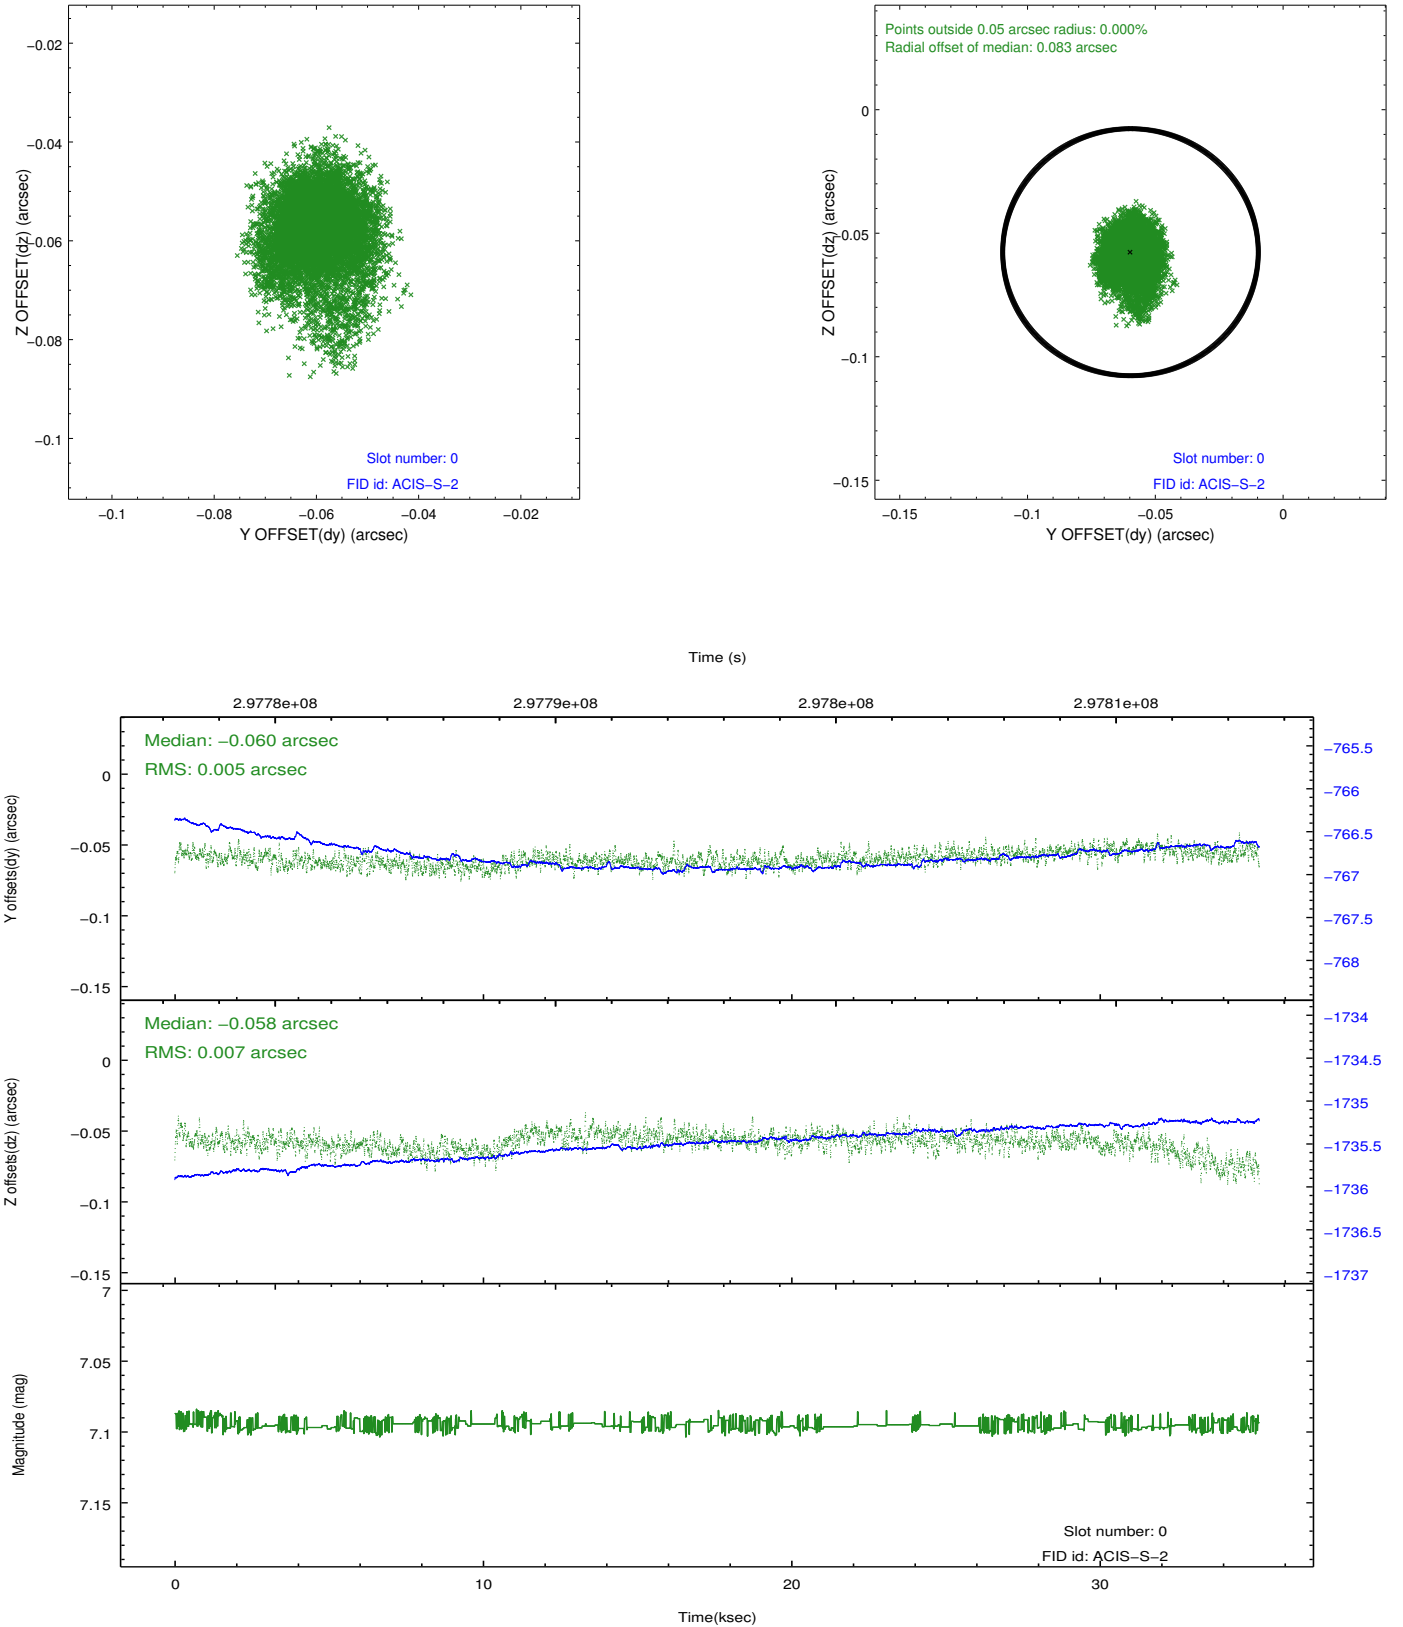 −0.02
−0.04
−0.06
−0.08
−0.1
Z OFFSET(dz) (arcsec)
Slot number: 0
FID id: ACIS−S−2
−0.1
−0.08
−0.06
−0.04
−0.02
Y OFFSET(dy) (arcsec)
Points outside 0.05 arcsec radius: 0.000%
Radial offset of median: 0.083 arcsec
0
−0.05
−0.1
−0.15
Z OFFSET(dz) (arcsec)
Slot number: 0
FID id: ACIS−S−2
−0.15
−0.1
−0.05
0
Y OFFSET(dy) (arcsec)
Time (s)
2.9778e+08
2.9779e+08
2.978e+08
2.9781e+08
Median: −0.060 arcsec
RMS: 0.005 arcsec
0
−0.05
−0.1
−0.15
Y offsets(dy) (arcsec)
−765.5
−766
−766.5
−767
−767.5
−768
Median: −0.058 arcsec
RMS: 0.007 arcsec
0
−0.05
−0.1
−0.15
Z offsets(dz) (arcsec)
−1734
−1734.5
−1735
−1735.5
−1736
−1736.5
−1737
7
7.05
7.1
7.15
Magnitude (mag)
Slot number: 0
FID id: ACIS−S−2
0
10
20
30
Time(ksec)